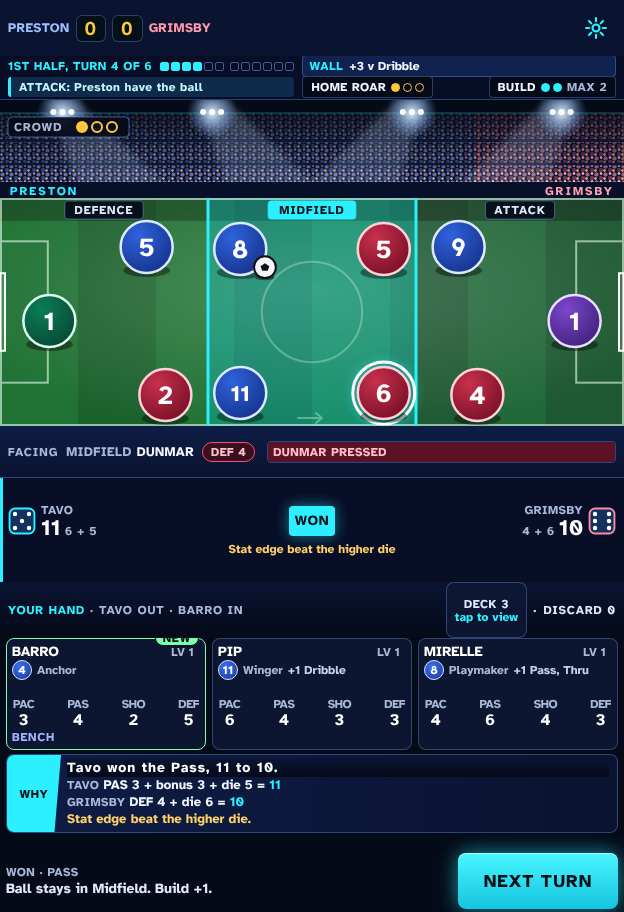 PRESTON 0 0 GRIMSBY
1ST HALF, TURN 4 OF 6
WALL +3 v Dribble
ATTACK: Preston have the ball
HOME ROAR
BUILD MAX 2
CROWD
PRESTON GRIMSBY
DEFENCE MIDFIELD ATTACK
5 8 5 9
1 1
2 11 6 4
FACING MIDFIELD DUNMAR DEF 4 DUNMAR PRESSED
TAVO
11 6 + 5
WON
GRIMSBY
4 + 6 10
Stat edge beat the higher die
YOUR HAND · TAVO OUT · BARRO IN
DECK 3
tap to view
· DISCARD 0
NEW
BARRO LV 1
4 Anchor
PAC PAS SHO DEF
3 4 2 5
BENCH
PIP LV 1
11 Winger +1 Dribble
PAC PAS SHO DEF
6 4 3 3
MIRELLE LV 1
8 Playmaker +1 Pass, Thru
PAC PAS SHO DEF
4 6 4 3
WHY
Tavo won the Pass, 11 to 10.
TAVO PAS 3 + bonus 3 + die 5 = 11
GRIMSBY DEF 4 + die 6 = 10
Stat edge beat the higher die.
WON · PASS
Ball stays in Midfield. Build +1.
NEXT TURN